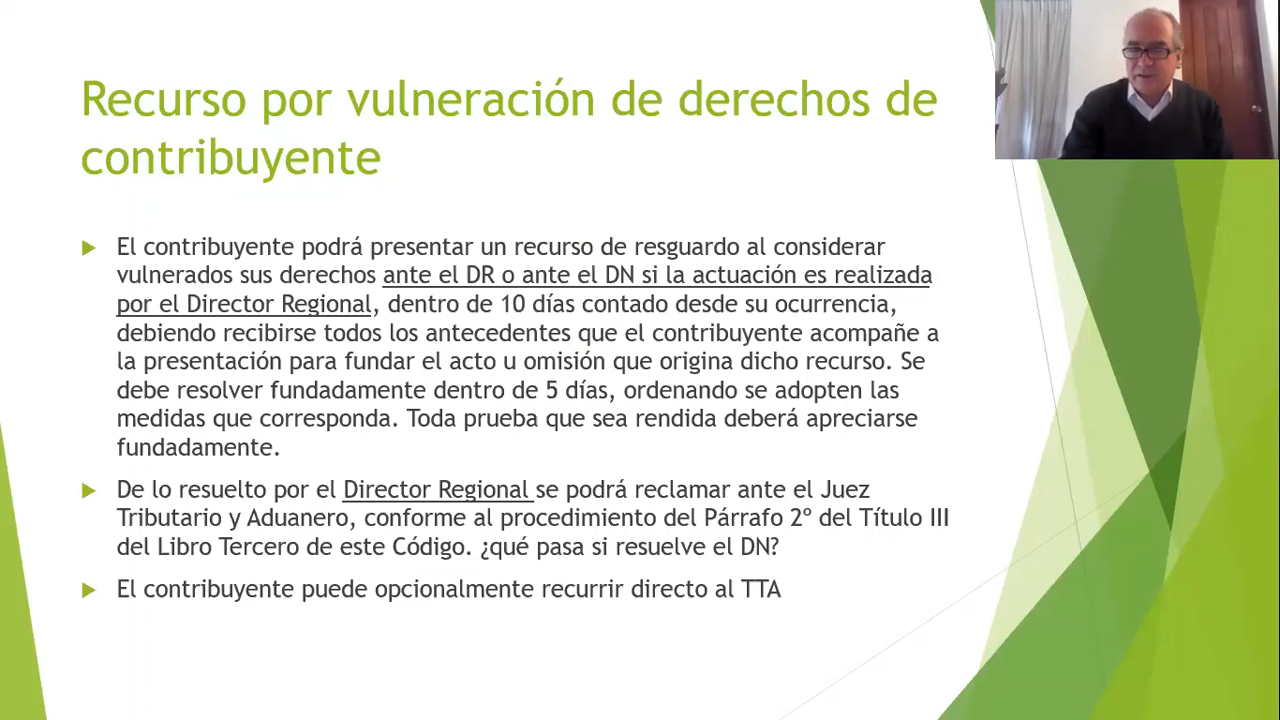 Recurso por vulneración de derechos de
contribuyente
El contribuyente podrá presentar un recurso de resguardo al considerar
vulnerados sus derechos ante el DR o ante el DN si la actuación es realizada
por el Director Regional, dentro de 10 días contado desde su ocurrencia,
debiendo recibirse todos los antecedentes que el contribuyente acompañe a
la presentación para fundar el acto u omisión que origina dicho recurso. Se
debe resolver fundadamente dentro de 5 días, ordenando se adopten las
medidas que corresponda. Toda prueba que sea rendida deberá apreciarse
fundadamente.
De lo resuelto por el Director Regional se podrá reclamar ante el Juez
Tributario y Aduanero, conforme al procedimiento del Párrafo 2º del Título III
del Libro Tercero de este Código. ¿qué pasa si resuelve el DN?
El contribuyente puede opcionalmente recurrir directo al TTA